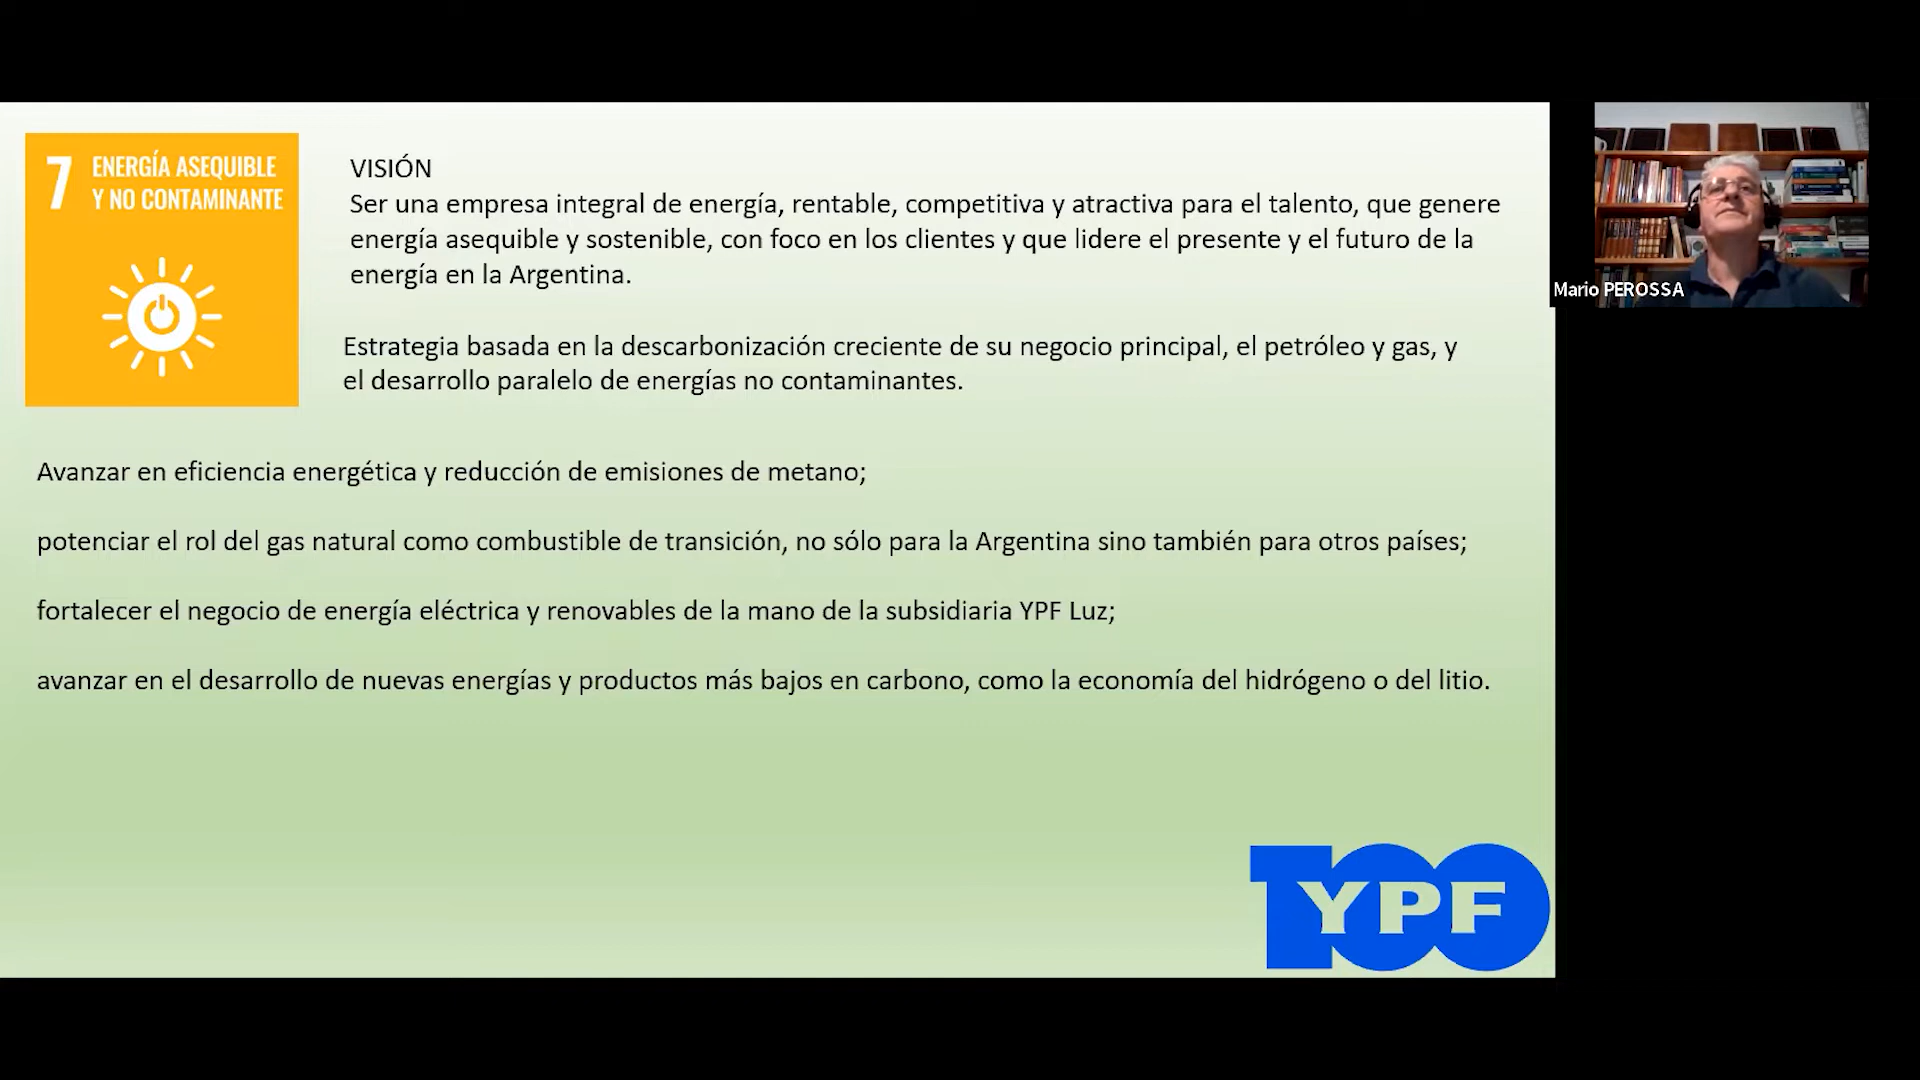 7 ENERGÍA ASEQUIBLE
Y NO CONTAMINANTE
VISIÓN
Ser una empresa integral de energía, rentable, competitiva y atractiva para el talento, que genere
energía asequible y sostenible, con foco en los clientes y que lidere el presente y el futuro de la
energía en la Argentina.
Estrategia basada en la descarbonización creciente de su negocio principal, el petróleo y gas, y
el desarrollo paralelo de energías no contaminantes.
Avanzar en eficiencia energética y reducción de emisiones de metano;
potenciar el rol del gas natural como combustible de transición, no sólo para la Argentina sino también para otros países;
fortalecer el negocio de energía eléctrica y renovables de la mano de la subsidiaria YPF Luz;
avanzar en el desarrollo de nuevas energías y productos más bajos en carbono, como la economía del hidrógeno o del litio.
100
YPF
Mario PEROSSA